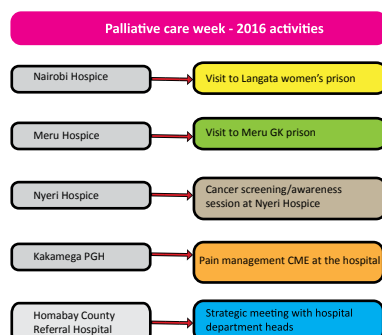 Palliative care week - 2016 activities
Nairobi Hospice
Visit to Langata women's prison
Meru Hospice
Visit to Meru GK prison
Nyeri Hospice
Cancer screening/awareness
session at Nyeri Hospice
Kakamega PGH
Pain management CME at the hospital
Homabay County
Referral Hospital
Strategic meeting with hospital
department heads